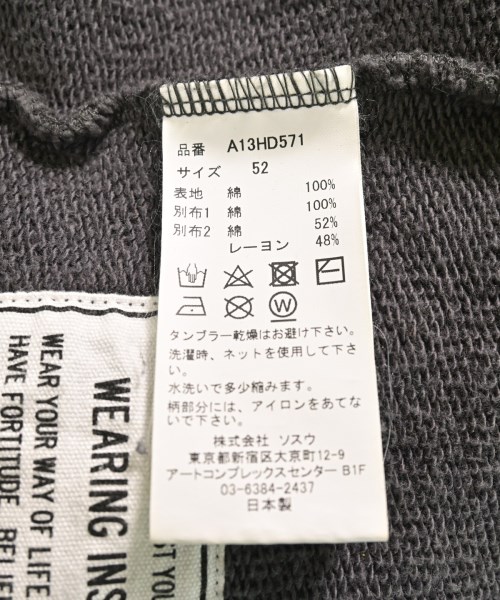 品番 A13HD571
サイズ 52
表地 綿 100%
別布1 綿 100%
別布2 綿 52%
レーヨン 48%
W
タンブラー乾燥はお避け下さい。
洗濯時、ネットを使用して下さ
い。
水洗いで多少縮みます。
柄部分には、アイロンをあてな
いで下さい。
株式会社 ソスウ
東京都新宿区大京町12-9
アートコンプレックスセンター B1F
03-6384-2437
日本製
WEARING INS
WEAR YOUR WAY OF LIFE
HAVE FORTITUDE